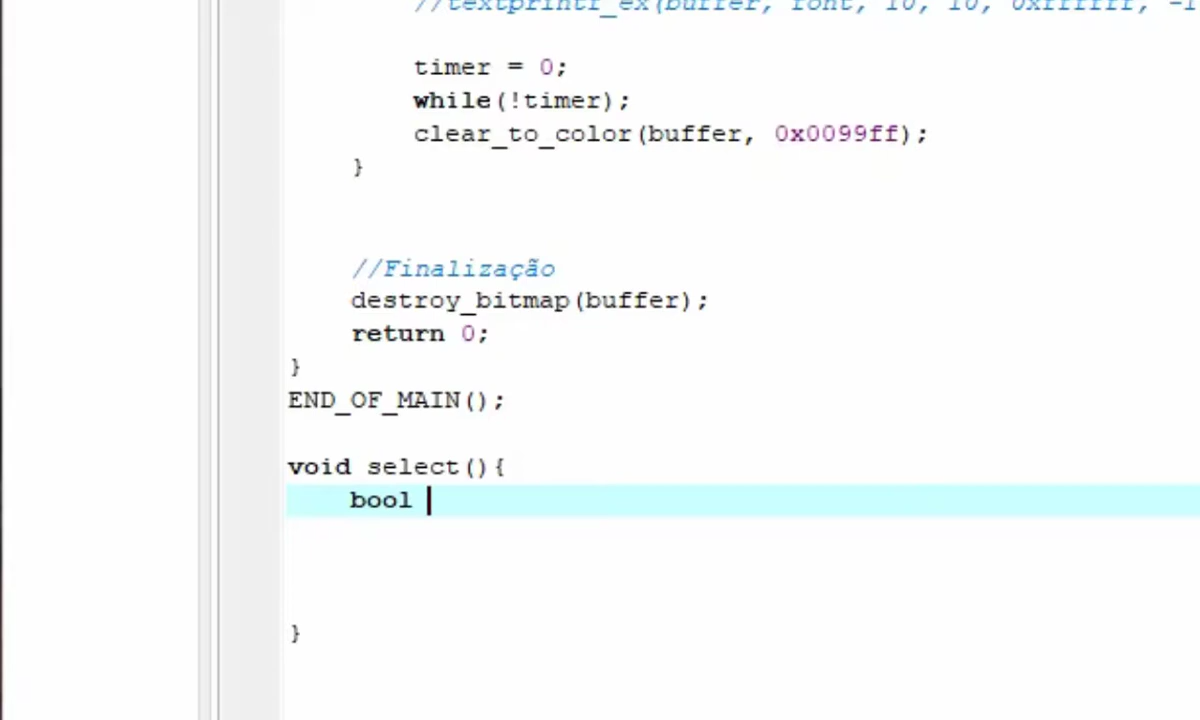 //textprintf_ex(buffer, font, 10, 10, 0xffffff, -1
timer = 0;
while(!timer);
clear_to_color(buffer, 0x0099ff);
}
//Finalização
destroy_bitmap(buffer);
return 0;
}
END_OF_MAIN();
void select(){
bool
}